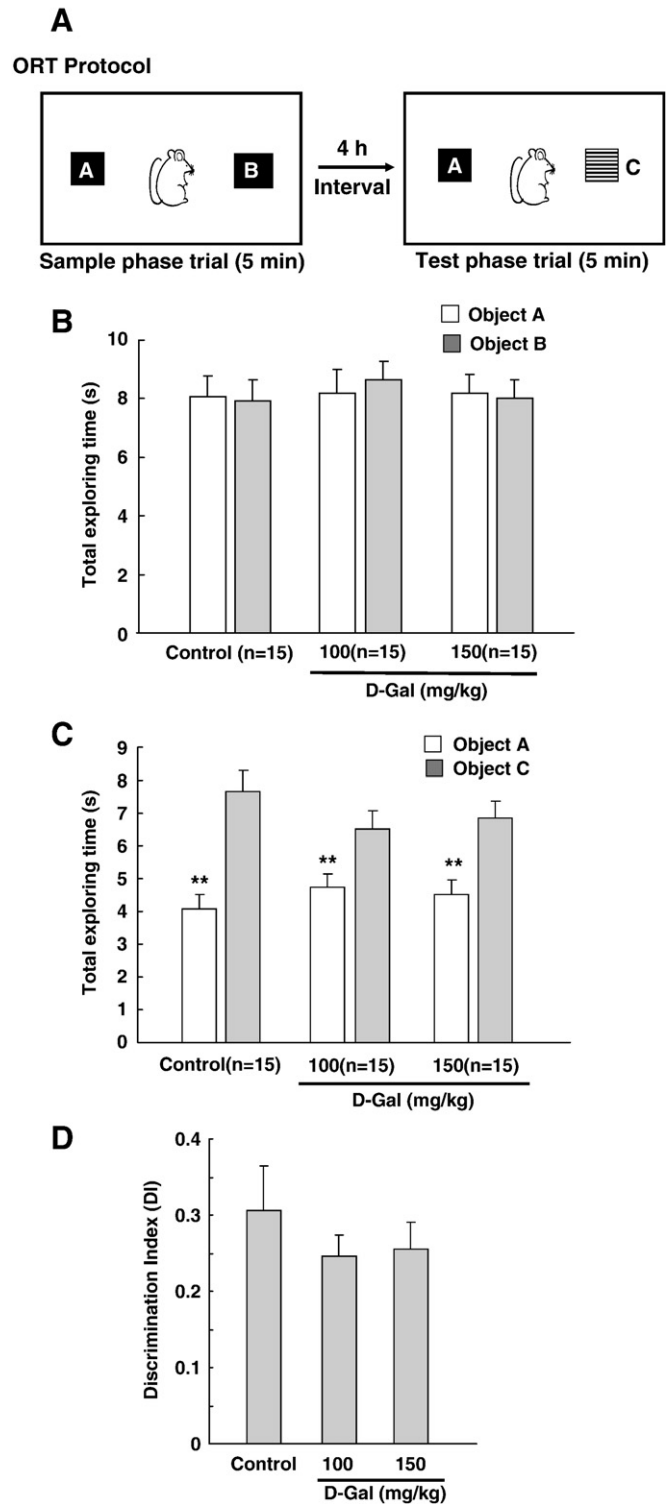 A
ORT Protocol
A
B
4 h
Interval
A
C
Sample phase trial (5 min)
Test phase trial (5 min)
B
Object A
Object B
Total exploring time (s)
10
8
6
4
2
0
Control (n=15)
100(n=15)
150(n=15)
D-Gal (mg/kg)
C
Object A
Object C
Total exploring time (s)
9
8
7
6
5
4
3
2
1
0
**
**
**
Control(n=15)
100(n=15)
150(n=15)
D-Gal (mg/kg)
D
Discrimination Index (DI)
0.4
0.3
0.2
0.1
0
Control
100
150
D-Gal (mg/kg)